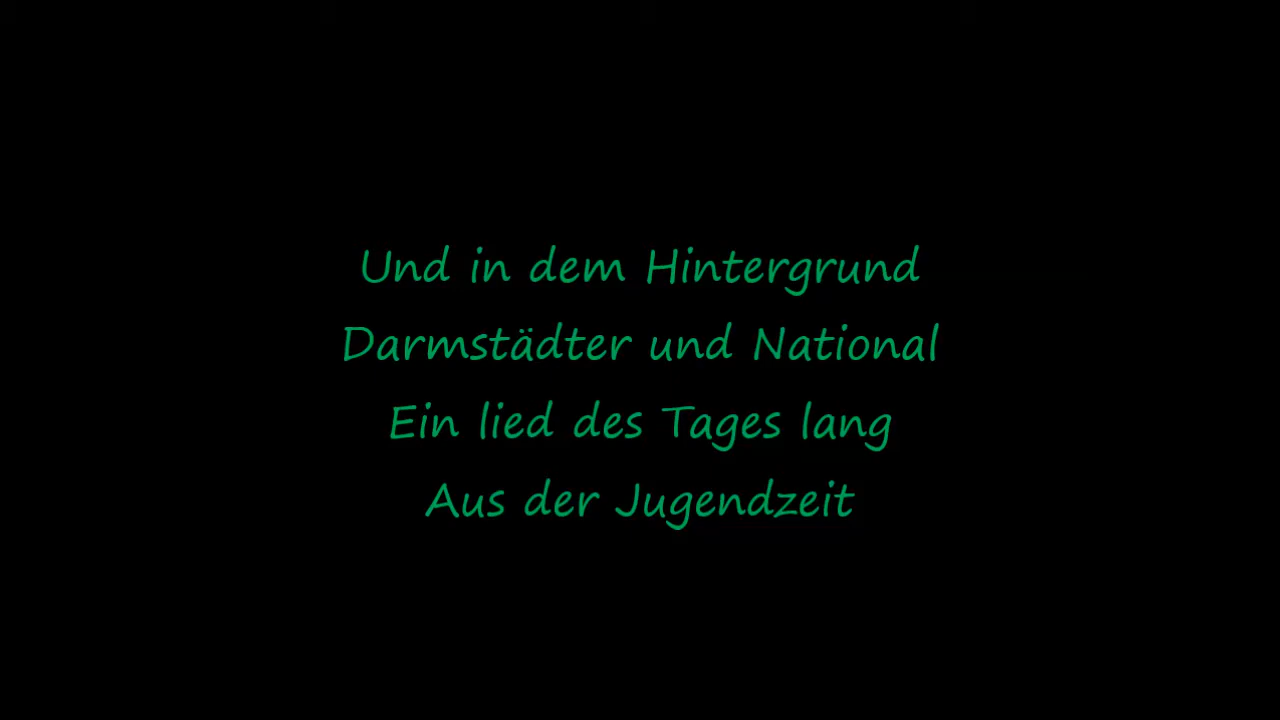 Und in dem Hintergrund
Darmstädter und National
Ein lied des Tages lang
Aus der Jugendzeit